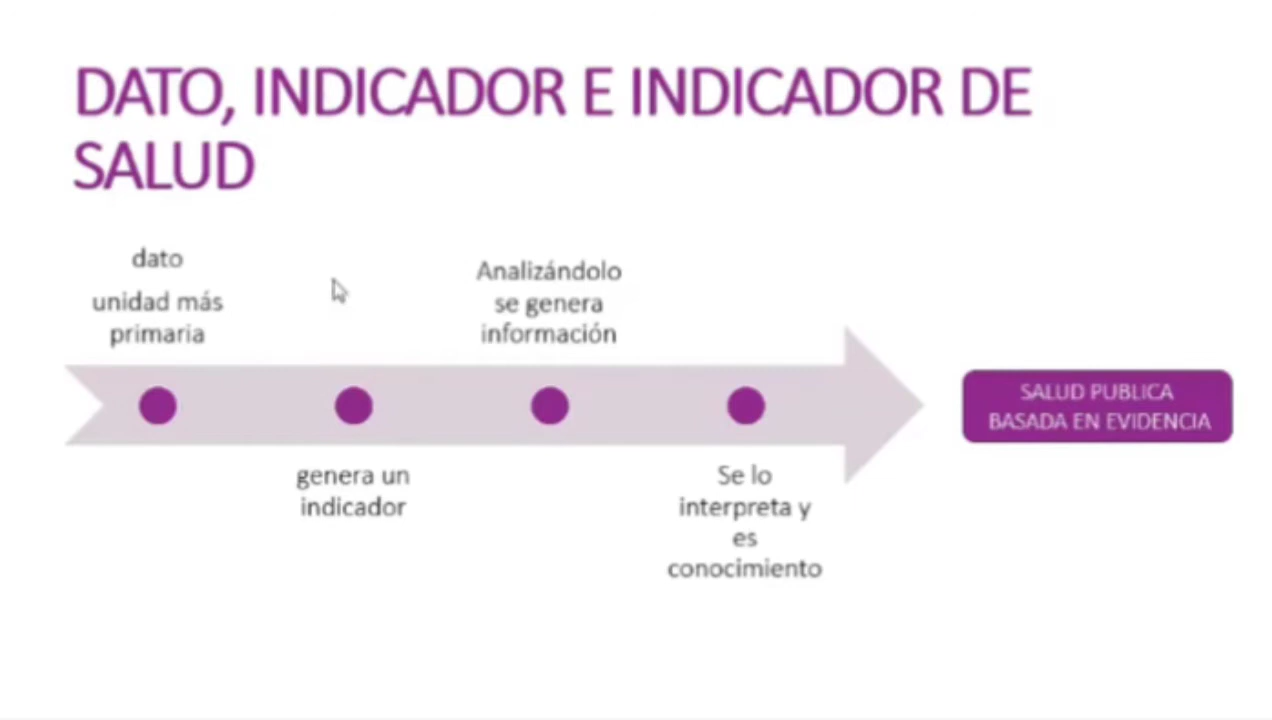 DATO, INDICADOR E INDICADOR DE
SALUD
dato
unidad más
primaria
genera un
indicador
Analizándolo
se genera
información
Se lo
interpreta y
es
conocimiento
SALUD PUBLICA
BASADA EN EVIDENCIA